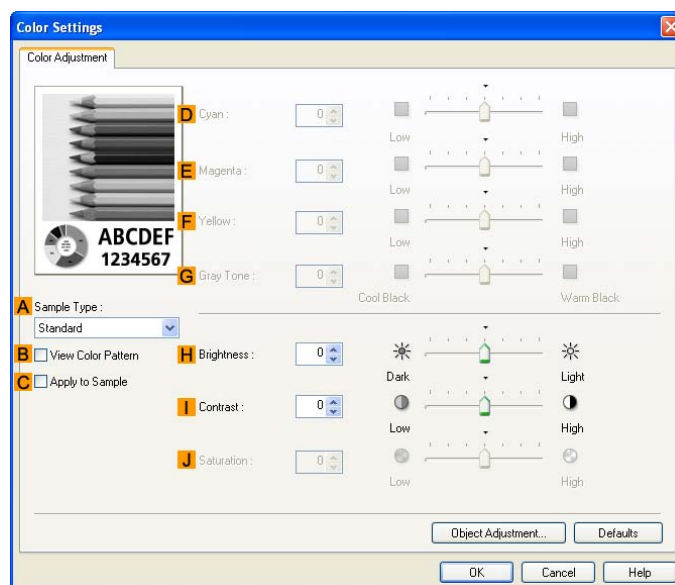 Color Settings
Color Adjustment
D Cyan : 0
Low High
E Magenta : 0
Low High
F Yellow : 0
Low High
ABCDEF
1234567
G Gray Tone : 0
Cool Black Warm Black
A Sample Type :
Standard
B View Color Pattern
C Apply to Sample
H Brightness : 0
Dark Light
I Contrast : 0
Low High
J Saturation : 0
Low High
Object Adjustment... Defaults
OK Cancel Help